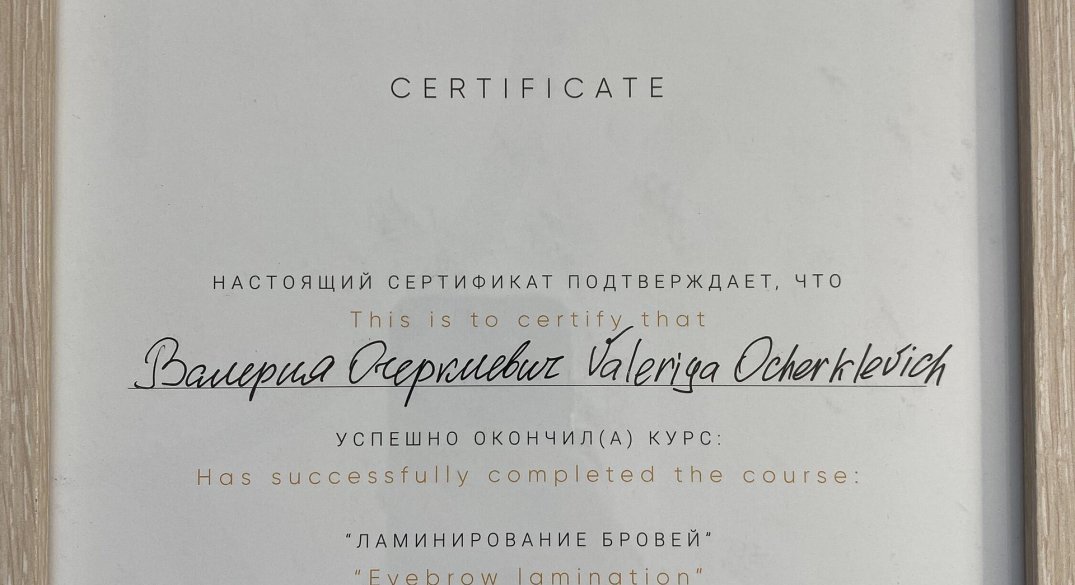 CERTIFICATE
НАСТОЯЩИЙ СЕРТИФИКАТ ПОДТВЕРЖДАЕТ, ЧТО
This is to certify that
Валерия Очерклевич Valeriya Ocherklevich
УСПЕШНО ОКОНЧИЛ(А) КУРС:
Has successfully completed the course:
"ЛАМИНИРОВАНИЕ БРОВЕЙ"
"Eyebrow lamination"